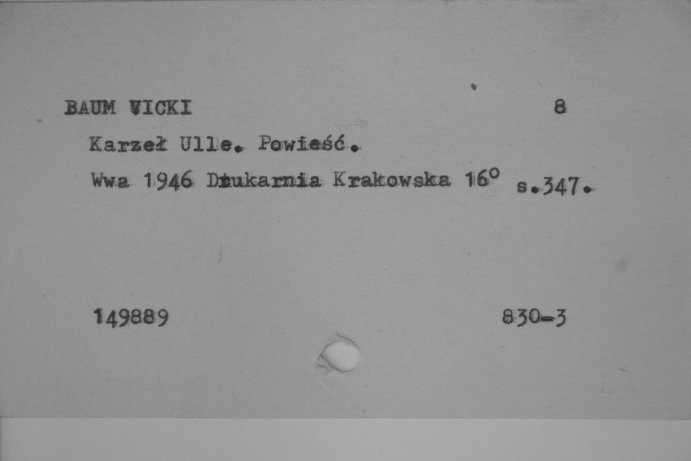 BAUM VICKI 8
Karzeł Ulle. Powieść.
Wwa 1946 Drukarnia Krakowska 16° s.347.
149889 830-3